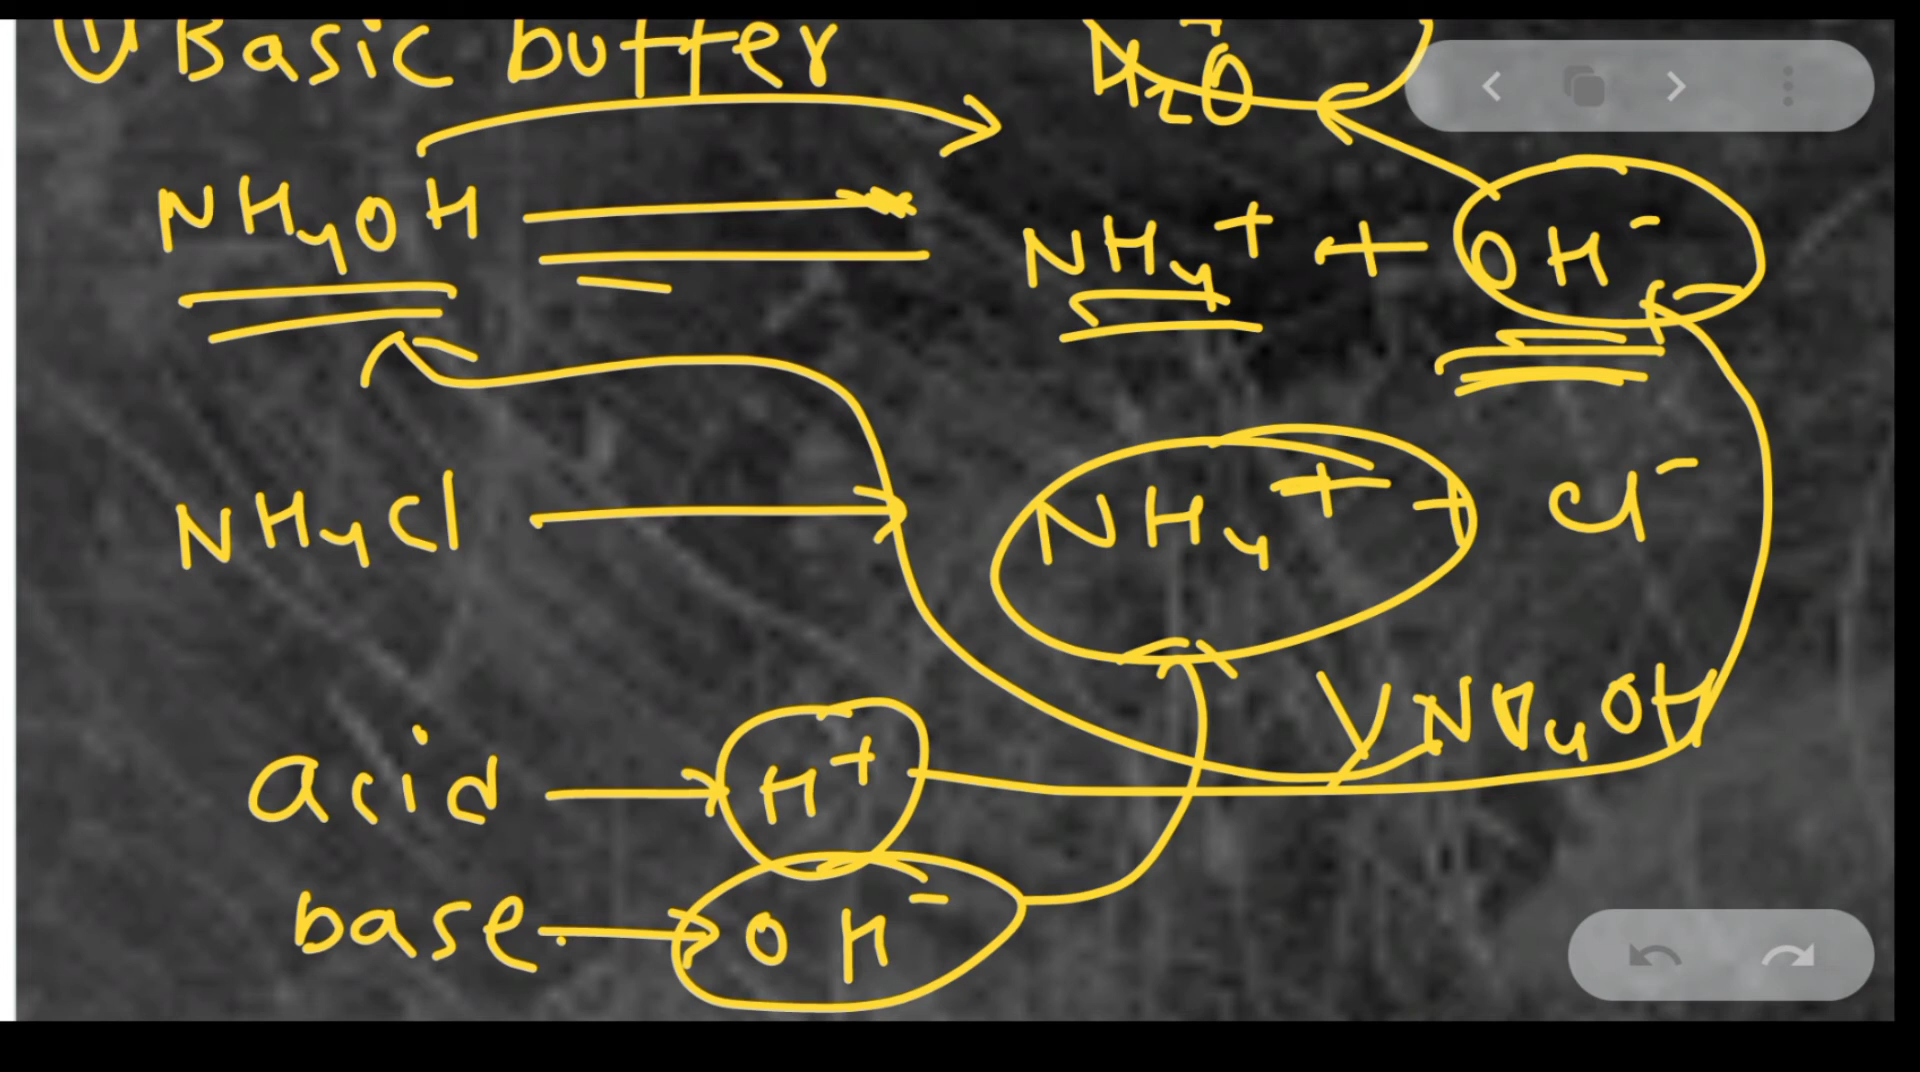 ① Basic buffer
H₂O
NH₄OH ⇌ NH₄⁺ + OH⁻
NH₄Cl → NH₄⁺ + Cl⁻
NH₄OH
acid → H⁺
base → OH⁻